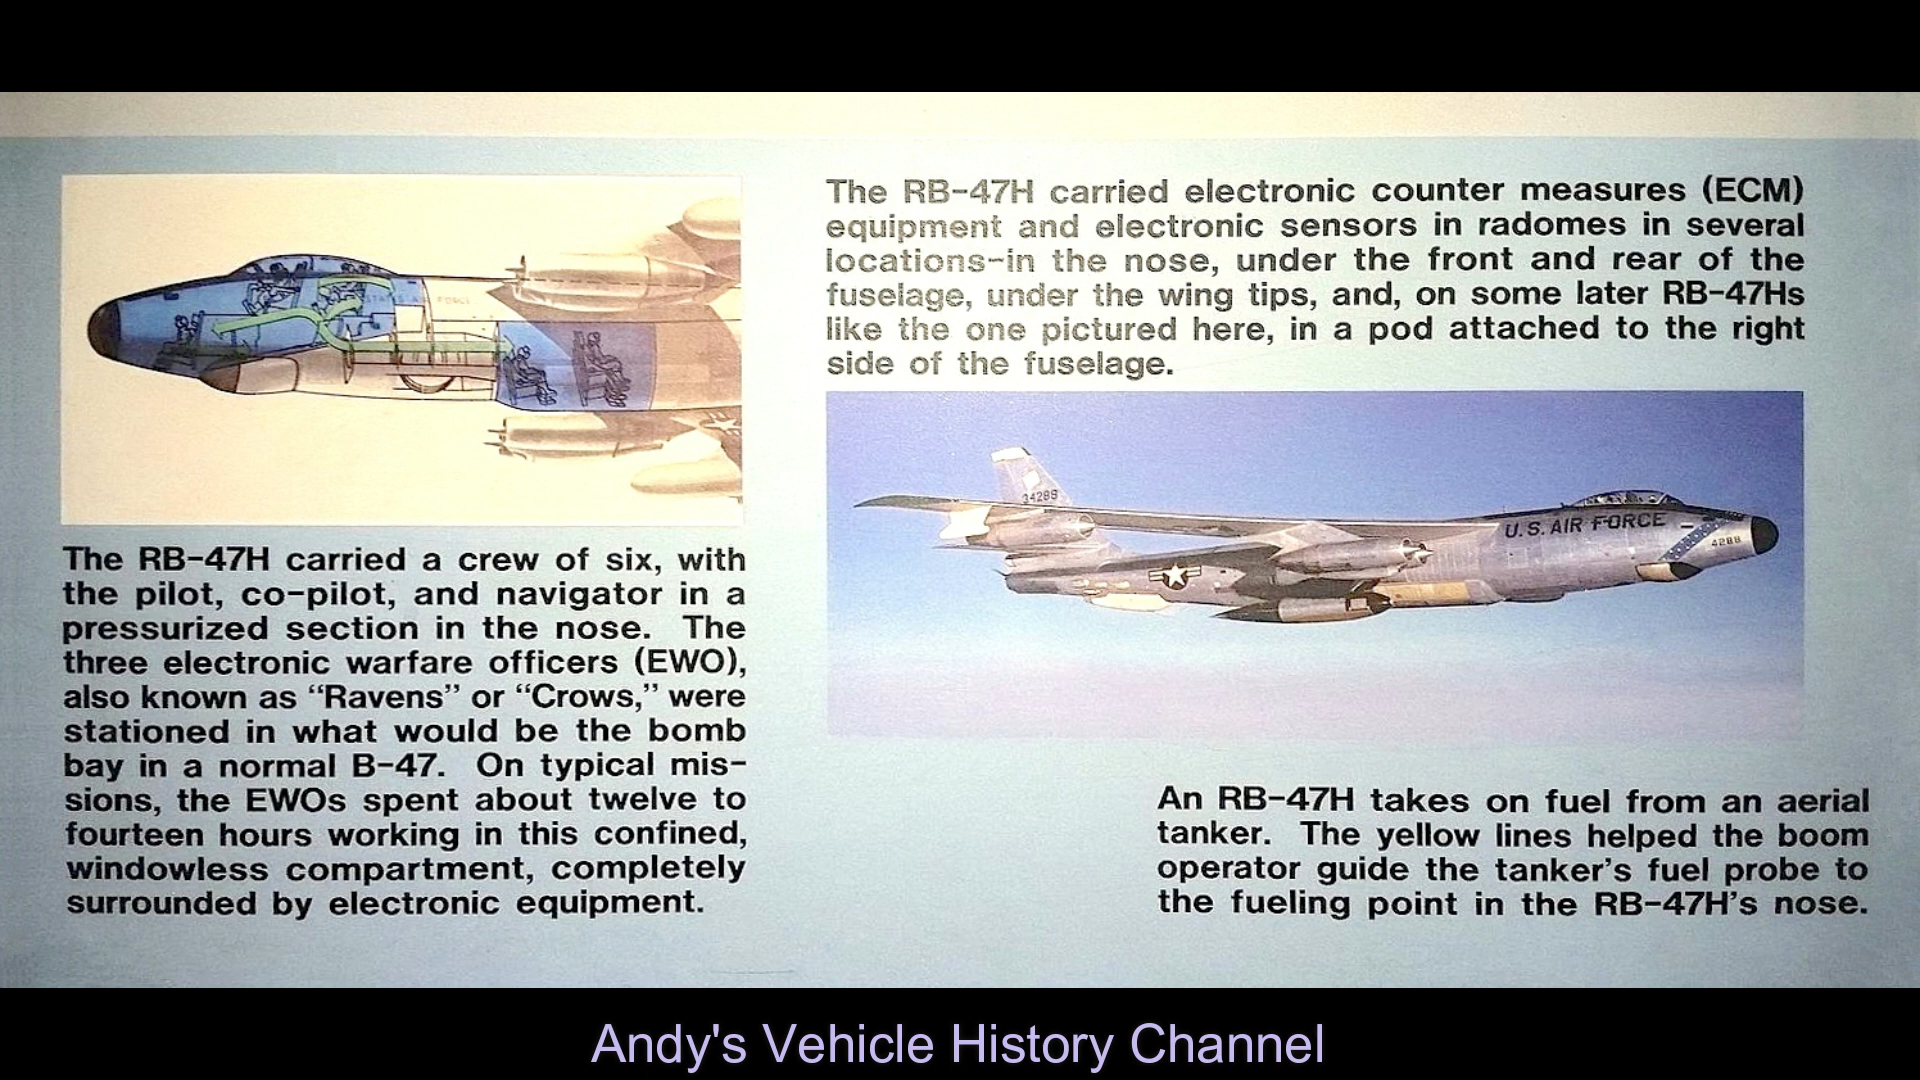 STATES AIR FORCE
The RB-47H carried a crew of six, with
the pilot, co-pilot, and navigator in a
pressurized section in the nose. The
three electronic warfare officers (EWO),
also known as “Ravens” or “Crows,” were
stationed in what would be the bomb
bay in a normal B-47. On typical mis-
sions, the EWOs spent about twelve to
fourteen hours working in this confined,
windowless compartment, completely
surrounded by electronic equipment.
The RB-47H carried electronic counter measures (ECM)
equipment and electronic sensors in radomes in several
locations-in the nose, under the front and rear of the
fuselage, under the wing tips, and, on some later RB-47Hs
like the one pictured here, in a pod attached to the right
side of the fuselage.
34288
U.S. AIR FORCE
4288
An RB-47H takes on fuel from an aerial
tanker. The yellow lines helped the boom
operator guide the tanker's fuel probe to
the fueling point in the RB-47H's nose.
Andy's Vehicle History Channel